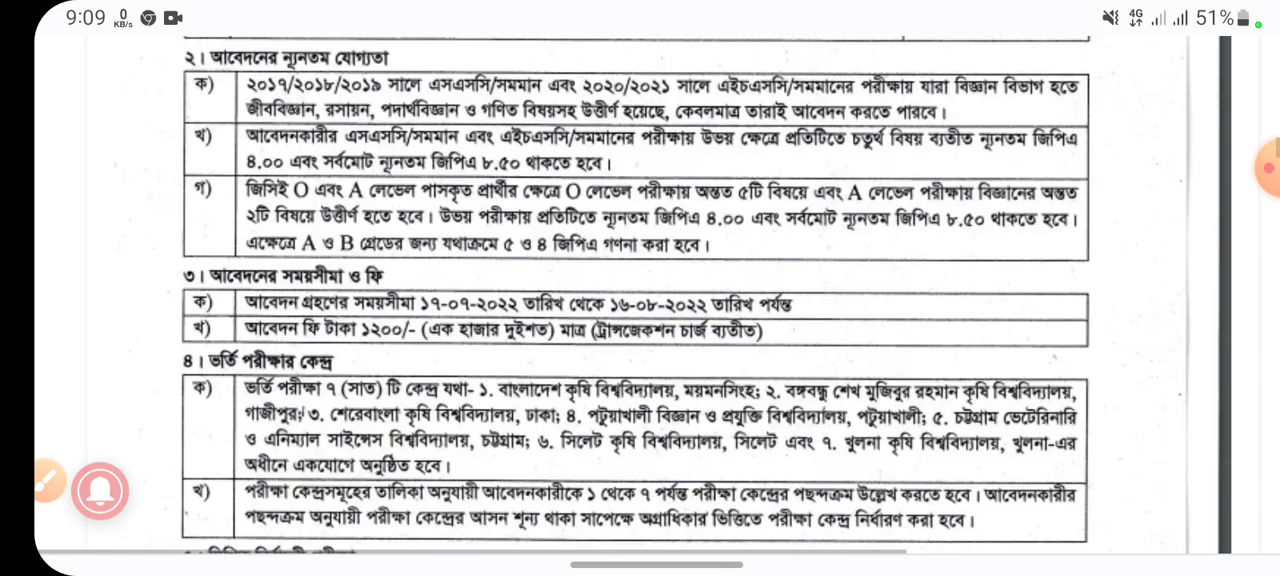 9:09 0 KB/s 4G 51%
২। আবেদনের ন্যূনতম যোগ্যতা
ক) ২০১৭/২০১৮/২০১৯ সালে এসএসসি/সমমান এবং ২০২০/২০২১ সালে এইচএসসি/সমমানের পরীক্ষায় যারা বিজ্ঞান বিভাগ হতে
জীববিজ্ঞান, রসায়ন, পদার্থবিজ্ঞান ও গণিত বিষয়সহ উত্তীর্ণ হয়েছে, কেবলমাত্র তারাই আবেদন করতে পারবে।
খ) আবেদনকারীর এসএসসি/সমমান এবং এইচএসসি/সমমানের পরীক্ষায় উভয় ক্ষেত্রে প্রতিটিতে চতুর্থ বিষয় ব্যতীত ন্যূনতম জিপিএ
৪.০০ এবং সর্বমোট ন্যূনতম জিপিএ ৮.৫০ থাকতে হবে।
গ) জিসিই O এবং A লেভেল পাসকৃত প্রার্থীর ক্ষেত্রে O লেভেল পরীক্ষায় অন্তত ৫টি বিষয়ে এবং A লেভেল পরীক্ষায় বিজ্ঞানের অন্তত
২টি বিষয়ে উত্তীর্ণ হতে হবে। উভয় পরীক্ষায় প্রতিটিতে ন্যূনতম জিপিএ ৪.০০ এবং সর্বমোট ন্যূনতম জিপিএ ৮.৫০ থাকতে হবে।
এক্ষেত্রে A ও B গ্রেডের জন্য যথাক্রমে ৫ ও ৪ জিপিএ গণনা করা হবে।
৩। আবেদনের সময়সীমা ও ফি
ক) আবেদন গ্রহণের সময়সীমা ১৭-০৭-২০২২ তারিখ থেকে ১৬-০৮-২০২২ তারিখ পর্যন্ত
খ) আবেদন ফি টাকা ১২০০/- (এক হাজার দুইশত) মাত্র (ট্রান্সজেকশন চার্জ ব্যতীত)
৪। ভর্তি পরীক্ষার কেন্দ্র
ক) ভর্তি পরীক্ষা ৭ (সাত) টি কেন্দ্র যথা- ১. বাংলাদেশ কৃষি বিশ্ববিদ্যালয়, ময়মনসিংহ; ২. বঙ্গবন্ধু শেখ মুজিবুর রহমান কৃষি বিশ্ববিদ্যালয়,
গাজীপুর; ৩. শেরেবাংলা কৃষি বিশ্ববিদ্যালয়, ঢাকা; ৪. পটুয়াখালী বিজ্ঞান ও প্রযুক্তি বিশ্ববিদ্যালয়, পটুয়াখালী; ৫. চট্টগ্রাম ভেটেরিনারি
ও এনিম্যাল সাইন্সেস বিশ্ববিদ্যালয়, চট্টগ্রাম; ৬. সিলেট কৃষি বিশ্ববিদ্যালয়, সিলেট এবং ৭. খুলনা কৃষি বিশ্ববিদ্যালয়, খুলনা-এর
অধীনে একযোগে অনুষ্ঠিত হবে।
খ) পরীক্ষা কেন্দ্রসমূহের তালিকা অনুযায়ী আবেদনকারীকে ১ থেকে ৭ পর্যন্ত পরীক্ষা কেন্দ্রের পছন্দক্রম উল্লেখ করতে হবে। আবেদনকারীর
পছন্দক্রম অনুযায়ী পরীক্ষা কেন্দ্রের আসন শূন্য থাকা সাপেক্ষে অগ্রাধিকার ভিত্তিতে পরীক্ষা কেন্দ্র নির্ধারণ করা হবে।